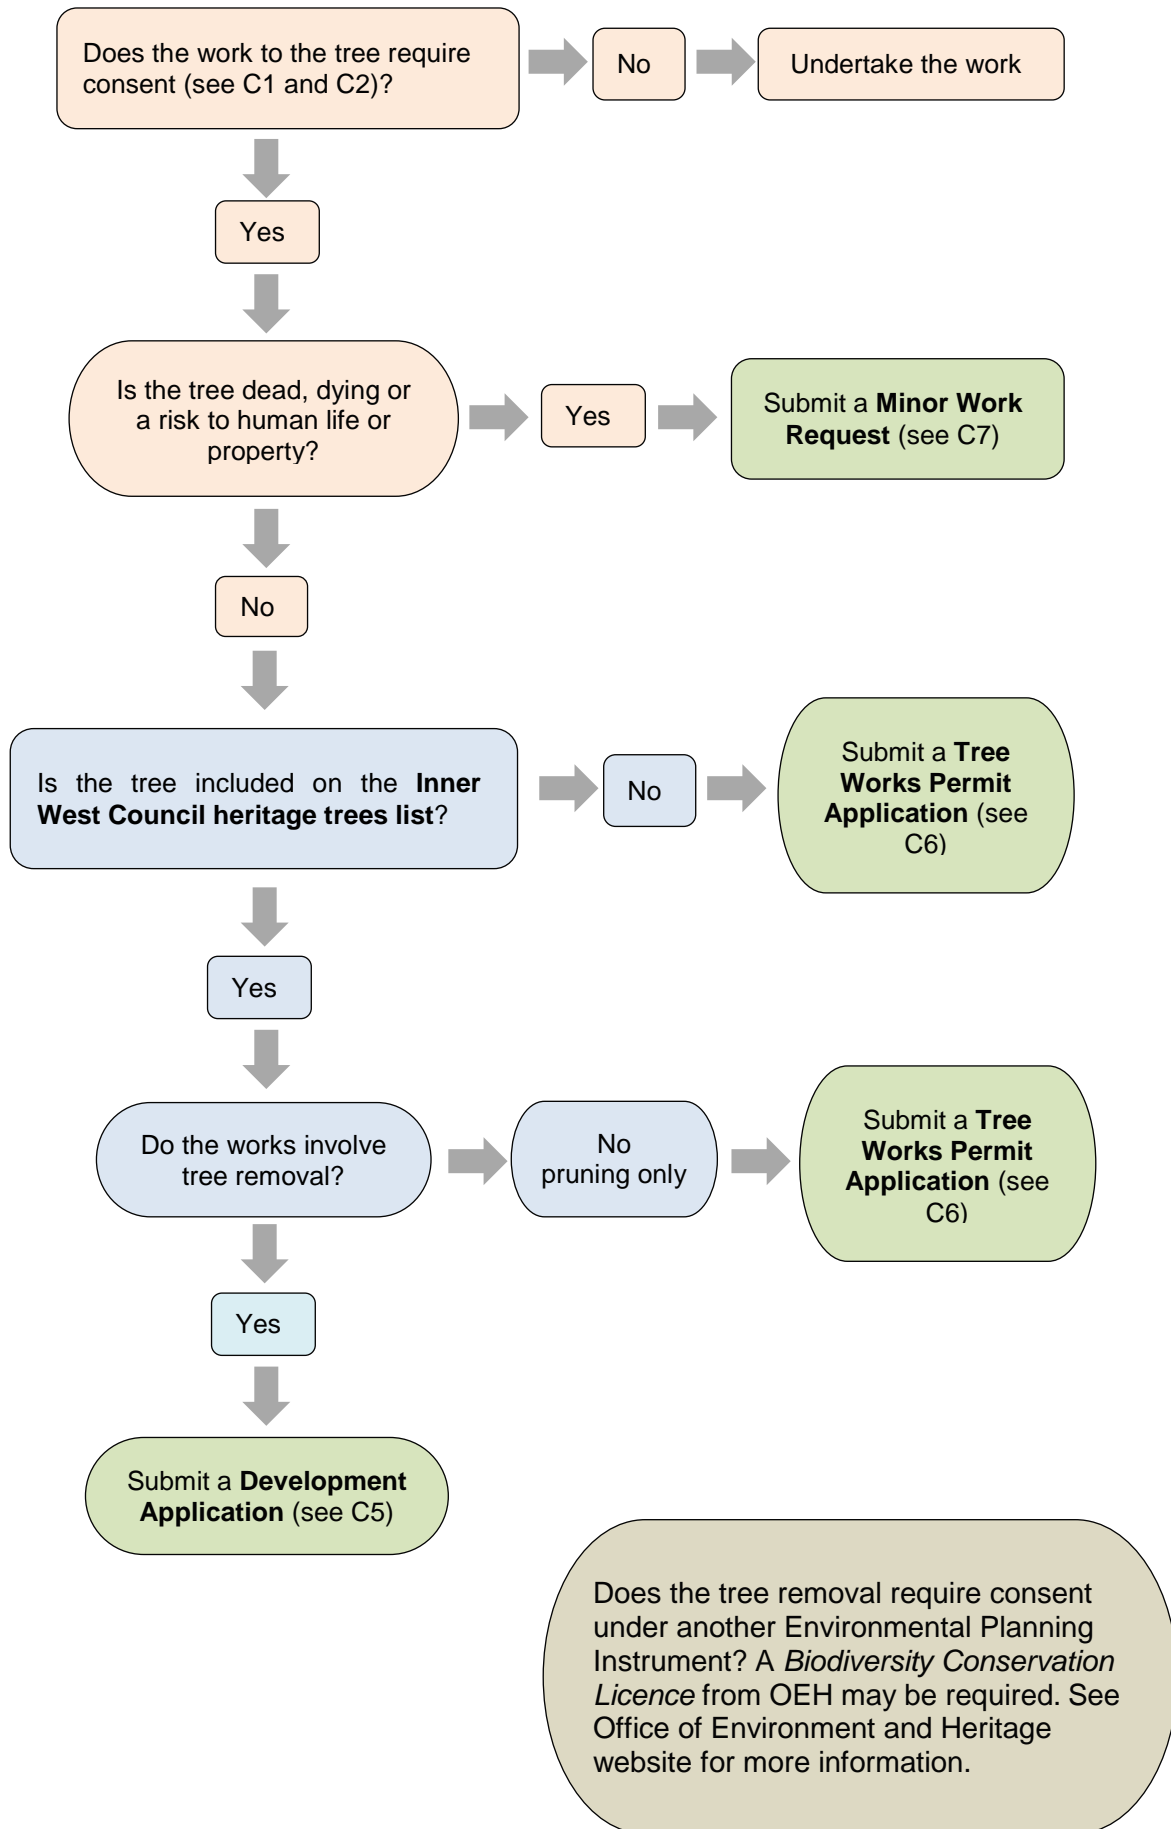 Does the work to the tree require
consent (see C1 and C2)?
No
Undertake the work
Yes
Is the tree dead, dying or
a risk to human life or
property?
Yes
Submit a Minor Work
Request (see C7)
No
Is the tree included on the Inner
West Council heritage trees list?
No
Submit a Tree
Works Permit
Application (see
C6)
Yes
Do the works involve
tree removal?
No
pruning only
Submit a Tree
Works Permit
Application (see
C6)
Yes
Submit a Development
Application (see C5)
Does the tree removal require consent
under another Environmental Planning
Instrument? A Biodiversity Conservation
Licence from OEH may be required. See
Office of Environment and Heritage
website for more information.